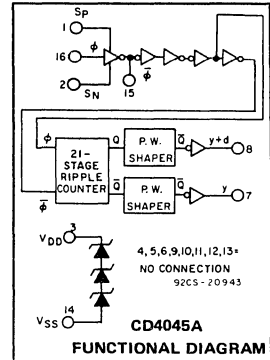 SP
1
16 φ
2
SN
φ̅
15
φ
φ̅
21-
STAGE
RIPPLE
COUNTER
Q
P. W.
SHAPER
Q̅
y+d
8
Q̅
P. W.
SHAPER
Q̅
y
7
3
VDD
4, 5, 6, 9, 10, 11, 12, 13=
NO CONNECTION
92CS - 20943
14
VSS
CD4045A
FUNCTIONAL DIAGRAM